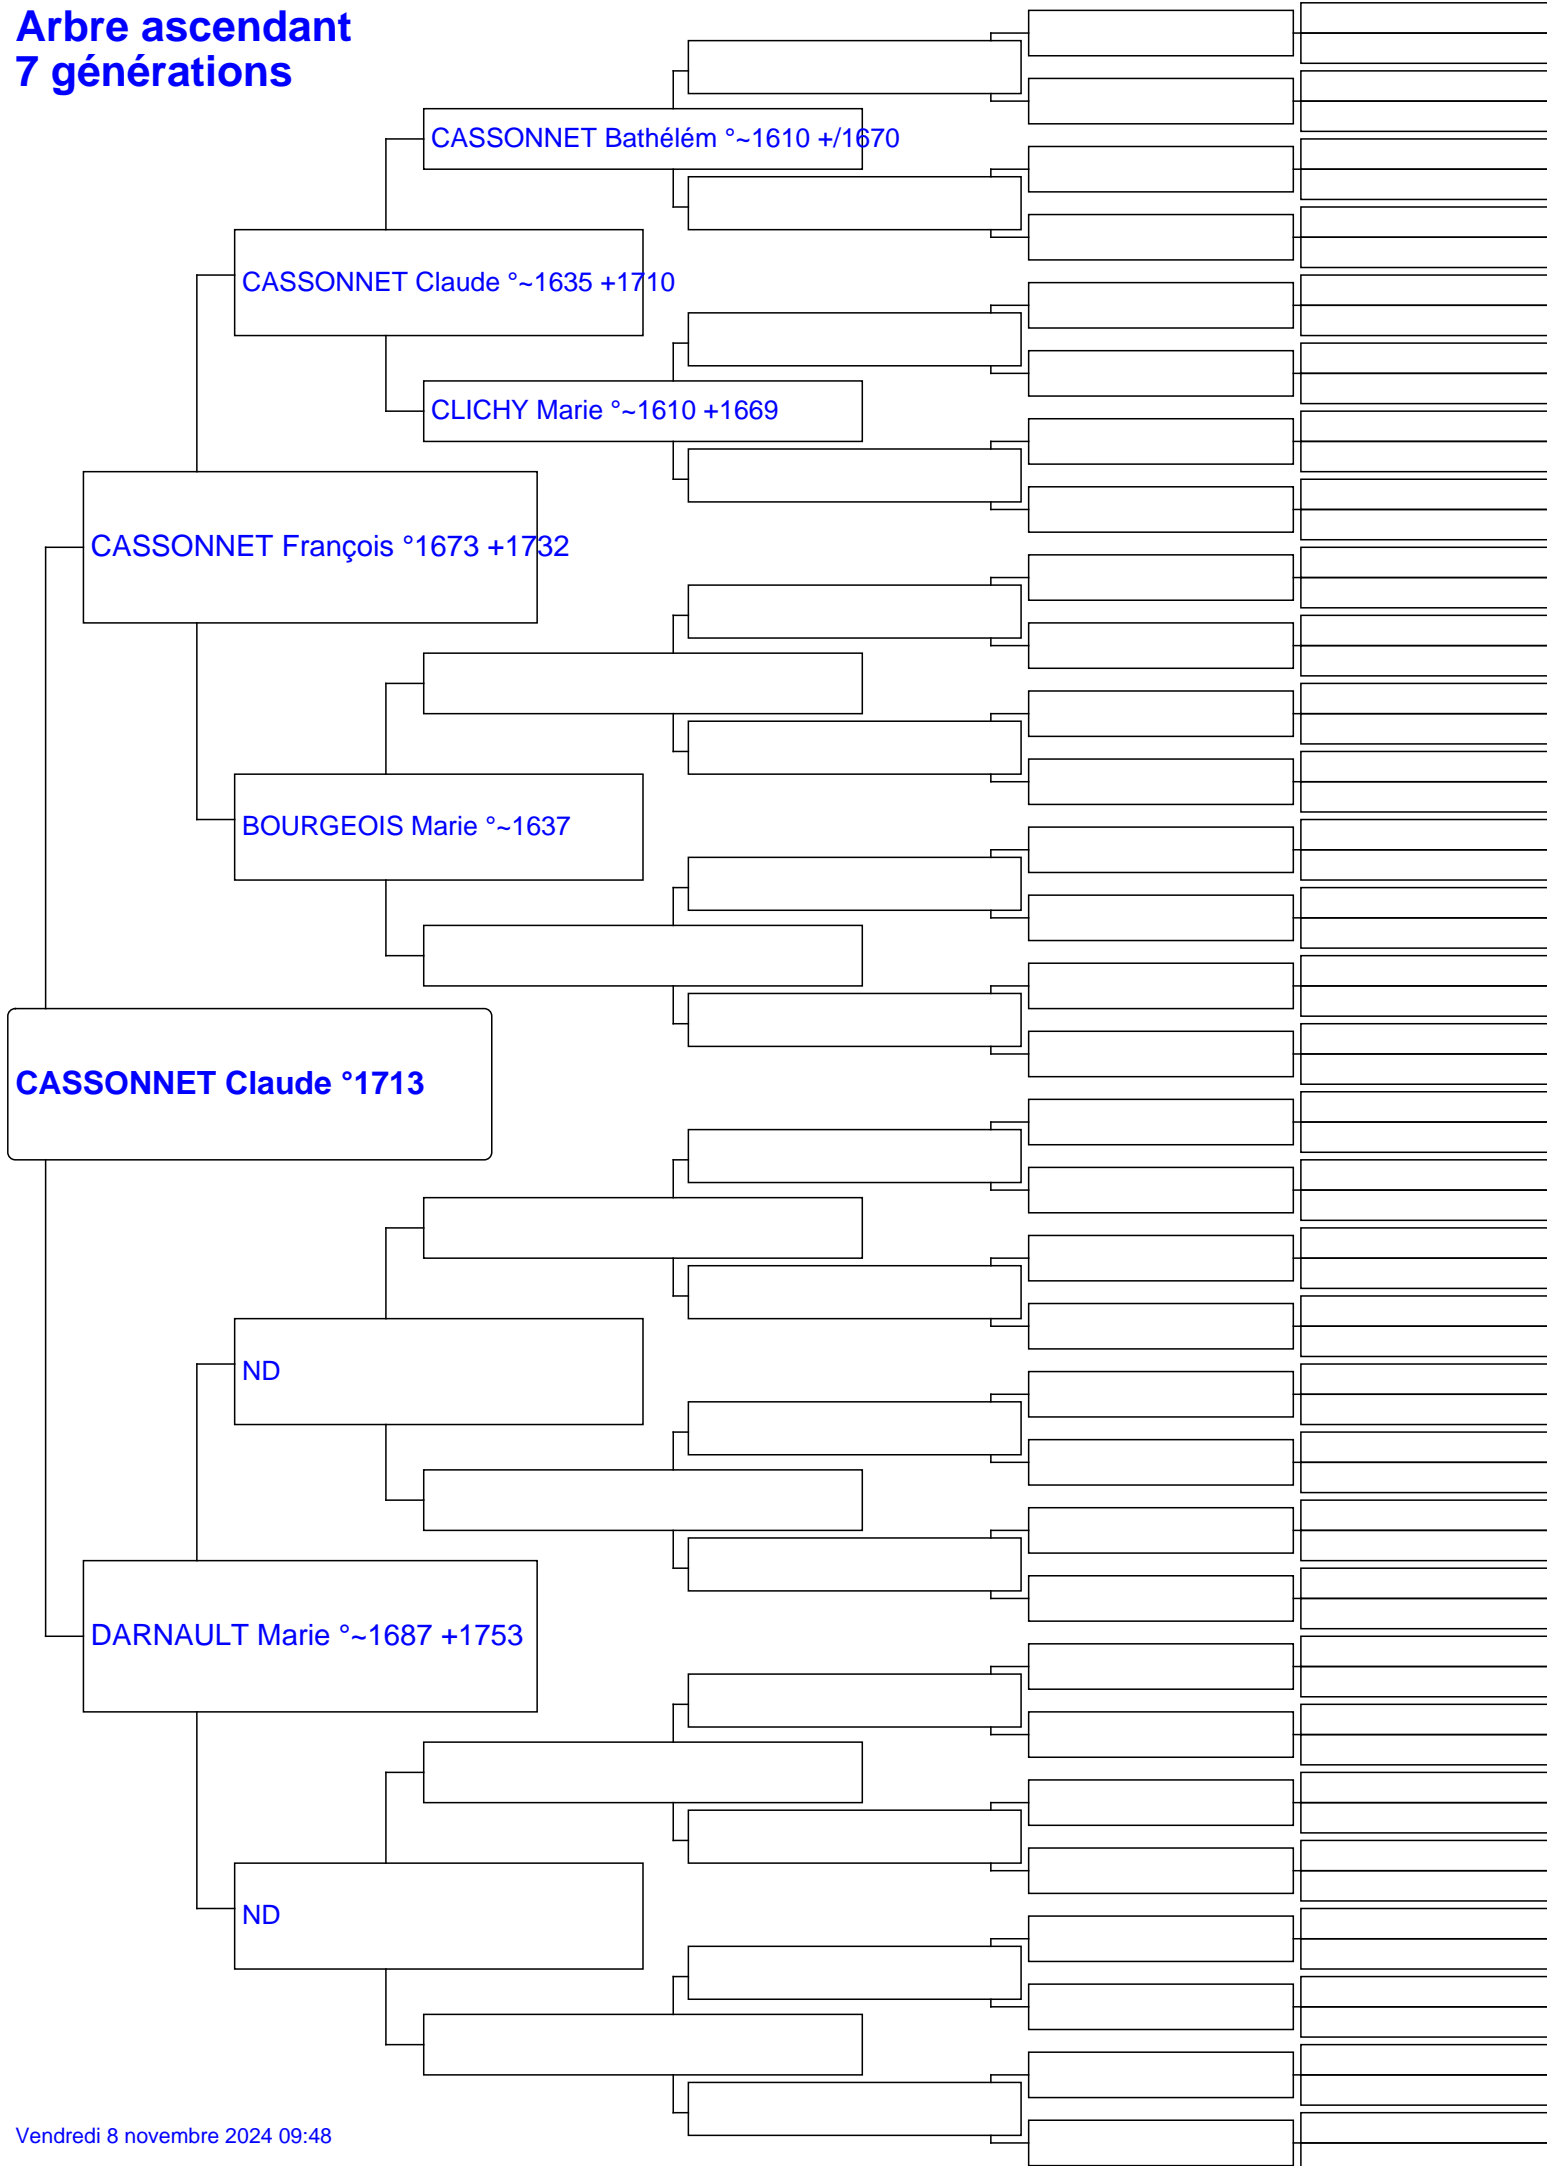 Arbre ascendant
7 générations
CASSONNET Bathélém °~1610 +/1670
CASSONNET Claude °~1635 +1710
CLICHY Marie °~1610 +1669
CASSONNET François °1673 +1732
BOURGEOIS Marie °~1637
CASSONNET Claude °1713
ND
DARNAULT Marie °~1687 +1753
ND
Vendredi 8 novembre 2024 09:48